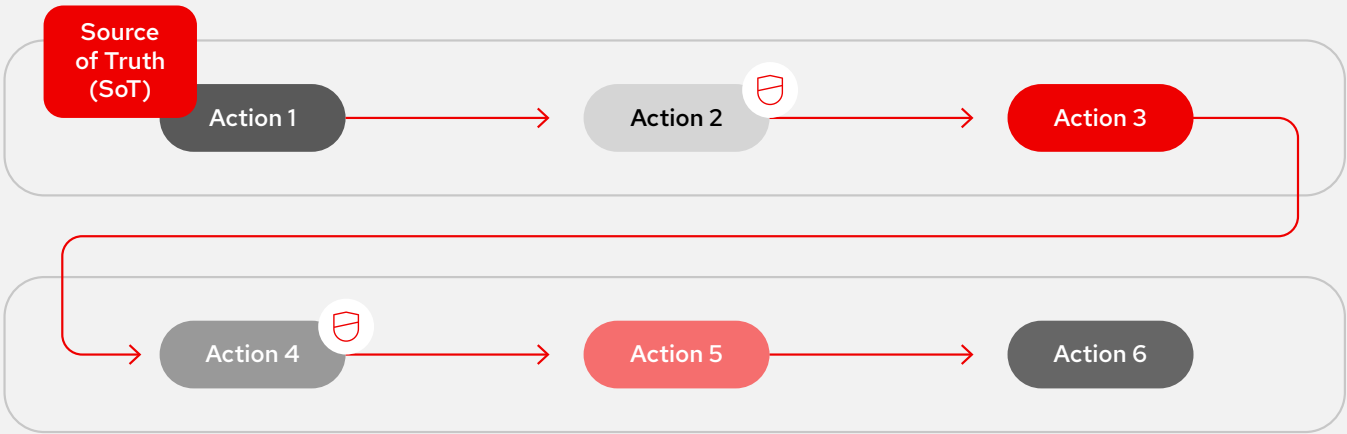 Source
of Truth
(SoT)
Action 1
Action 2
Action 3
Action 4
Action 5
Action 6